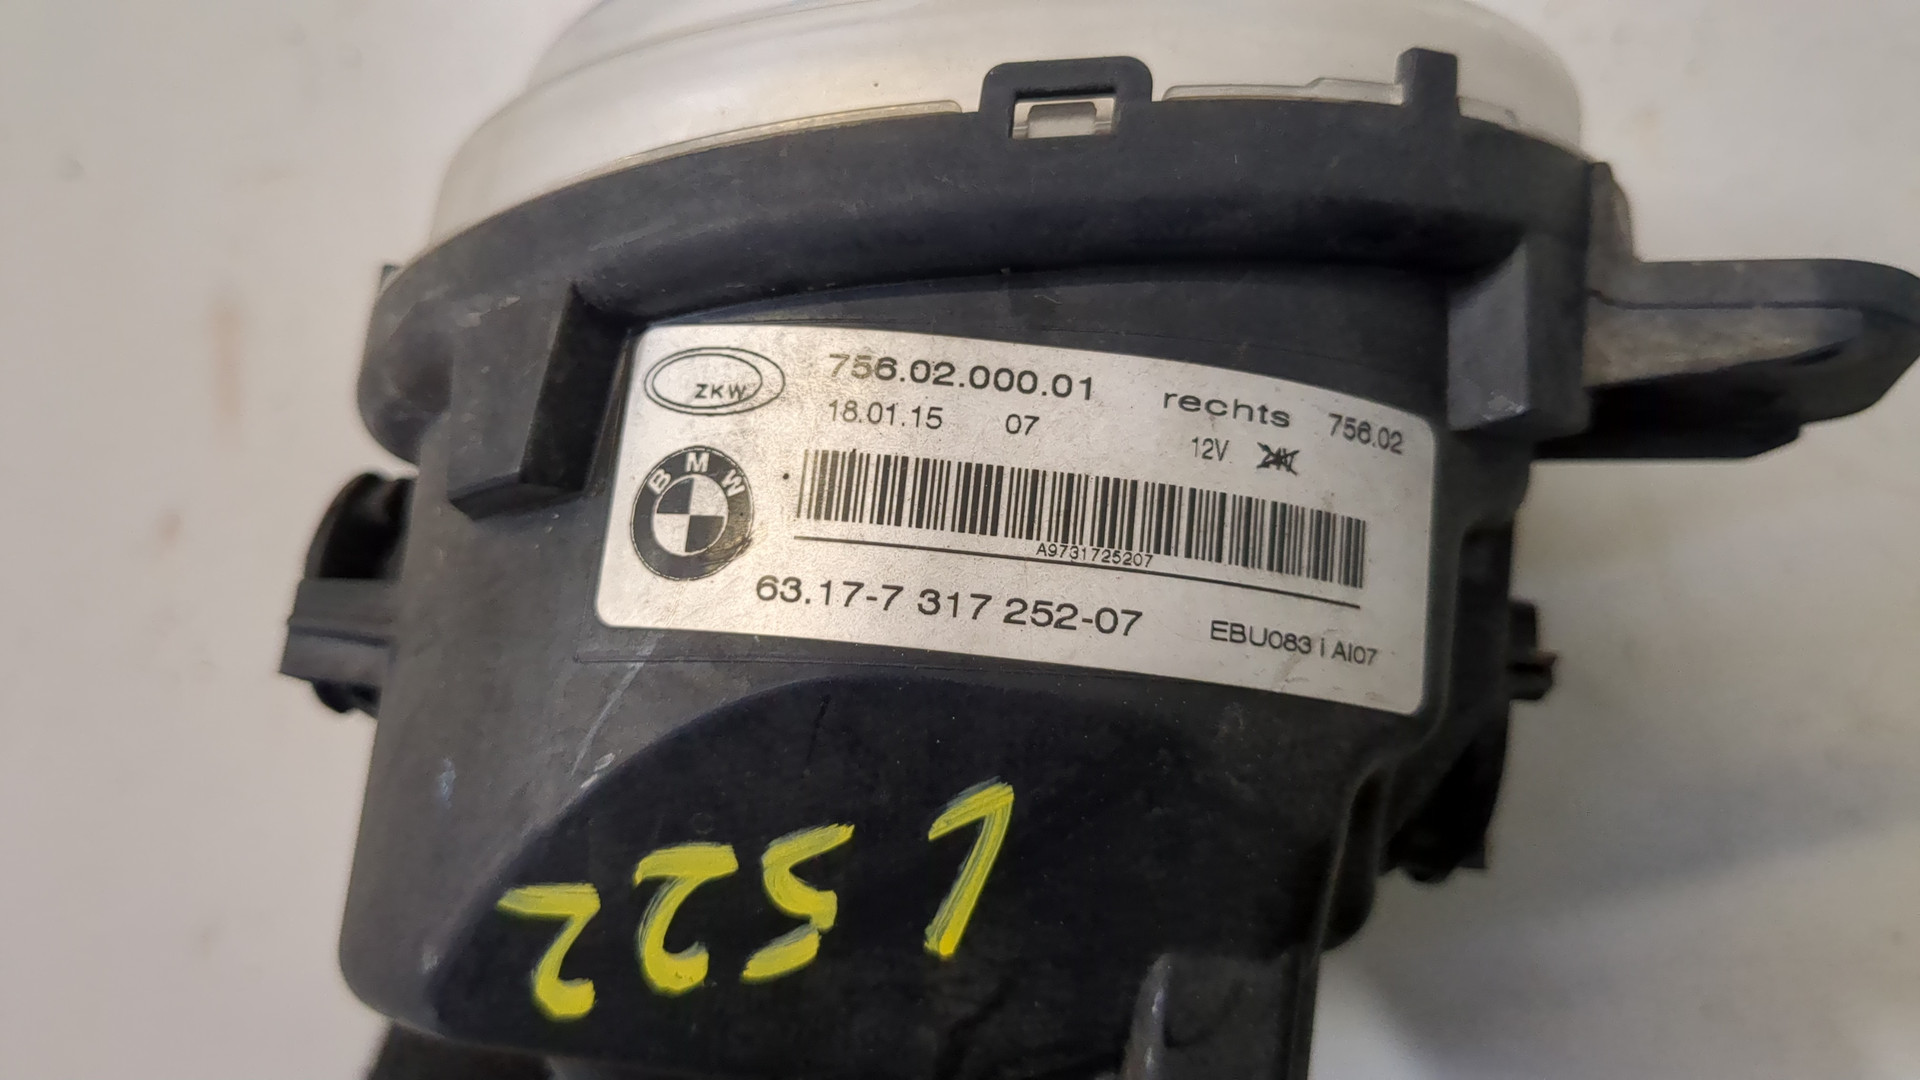 ZKW
756.02.000.01 rechts 756.02
18.01.15 07 12V 24V
BMW
A9731725207
63.17-7 317 252-07 EBU083 i AI07